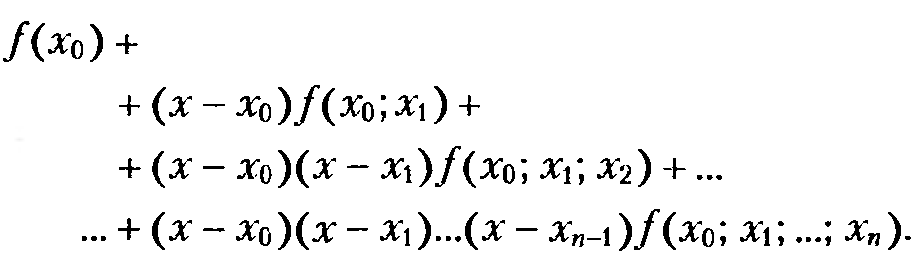 f(x₀) +
+ (x − x₀)f(x₀; x₁) +
+ (x − x₀)(x − x₁)f(x₀; x₁; x₂) + ...
... + (x − x₀)(x − x₁)...(x − xₙ₋₁)f(x₀; x₁; ...; xₙ).